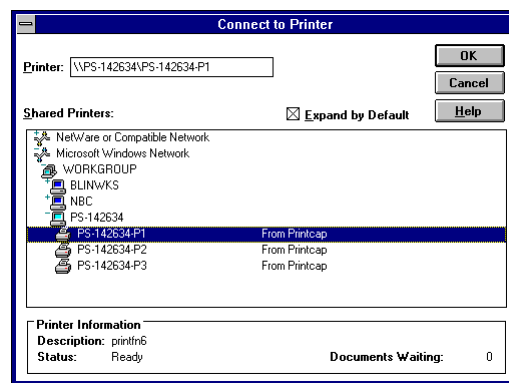 Connect to Printer
Printer: \\PS-142634\PS-142634-P1
OK
Cancel
Help
Shared Printers:
Expand by Default
NetWare or Compatible Network
Microsoft Windows Network
WORKGROUP
BLINWKS
NBC
PS-142634
PS-142634-P1 From Printcap
PS-142634-P2 From Printcap
PS-142634-P3 From Printcap
Printer Information
Description: printfn6
Status: Ready Documents Waiting: 0